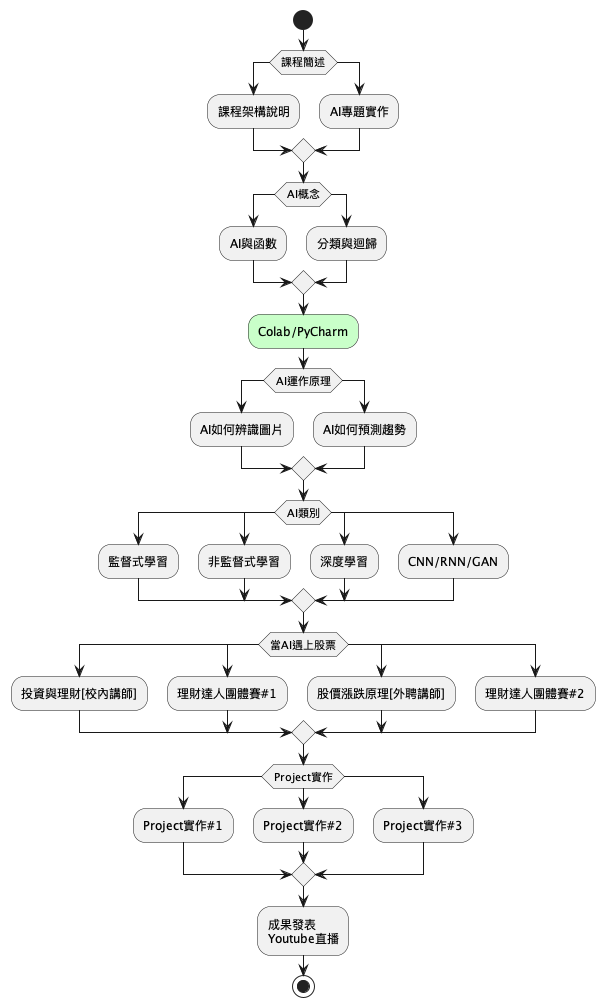 課程簡述
課程架構說明
AI專題實作
AI概念
AI與函數
分類與迴歸
Colab/PyCharm
AI運作原理
AI如何辨識圖片
AI如何預測趨勢
AI類別
監督式學習
非監督式學習
深度學習
CNN/RNN/GAN
當AI遇上股票
投資與理財[校內講師]
理財達人團體賽#1
股價漲跌原理[外聘講師]
理財達人團體賽#2
Project實作
Project實作#1
Project實作#2
Project實作#3
成果發表
Youtube直播